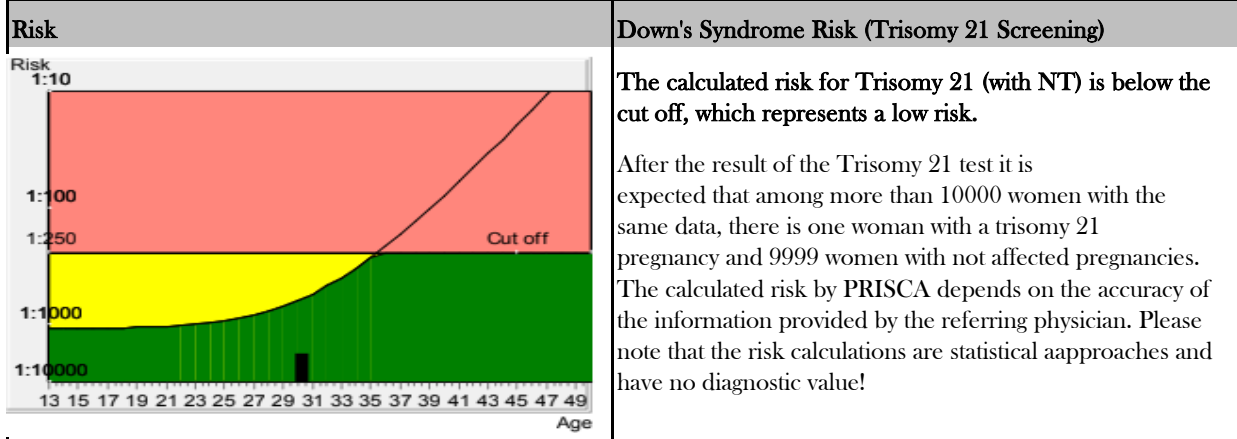 Risk
Down's Syndrome Risk (Trisomy 21 Screening)
Risk
1:10
1:100
1:250
Cut off
1:1000
1:10000
13 15 17 19 21 23 25 27 29 31 33 35 37 39 41 43 45 47 49
Age
The calculated risk for Trisomy 21 (with NT) is below the
cut off, which represents a low risk.
After the result of the Trisomy 21 test it is
expected that among more than 10000 women with the
same data, there is one woman with a trisomy 21
pregnancy and 9999 women with not affected pregnancies.
The calculated risk by PRISCA depends on the accuracy of
the information provided by the referring physician. Please
note that the risk calculations are statistical aapproaches and
have no diagnostic value!